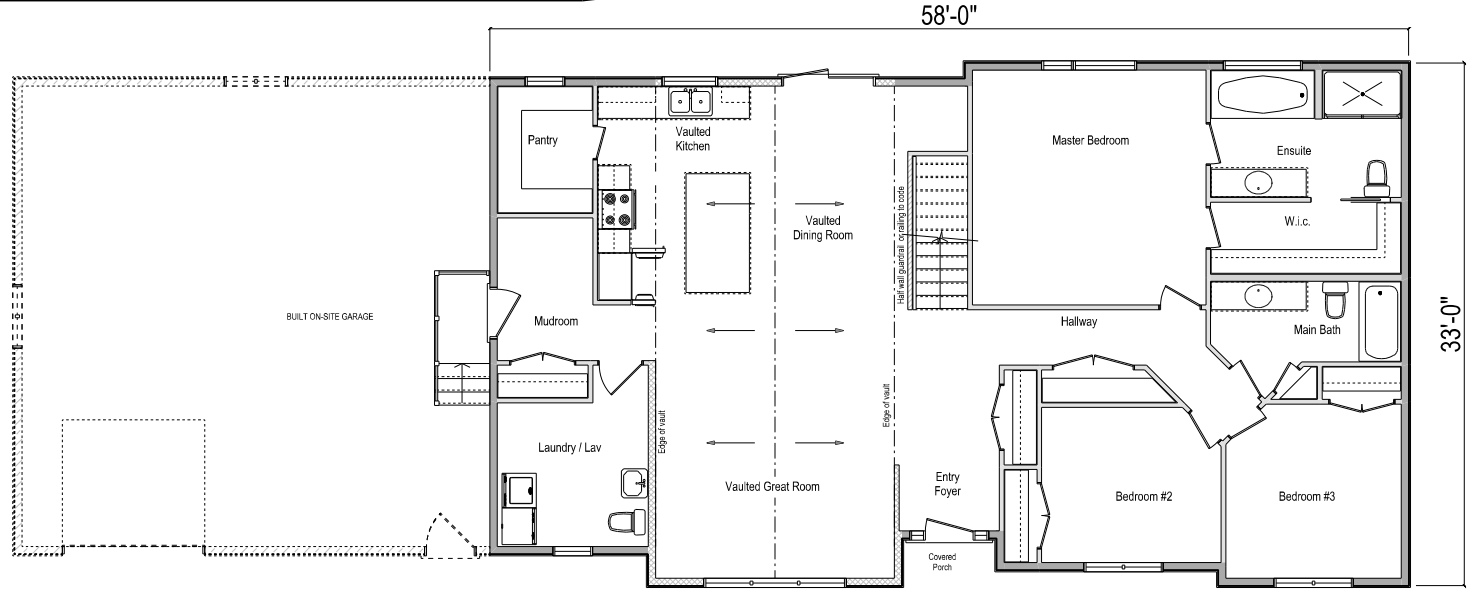 58'-0"
Pantry
Vaulted
Kitchen
Master Bedroom
Ensuite
Vaulted
Dining Room
Half wall guardrail or railing to code
W.i.c.
BUILT ON-SITE GARAGE
Mudroom
Hallway
Main Bath
33'-0"
Edge of vault
Edge of vault
Laundry / Lav
Vaulted Great Room
Entry
Foyer
Bedroom #2
Bedroom #3
Covered
Porch